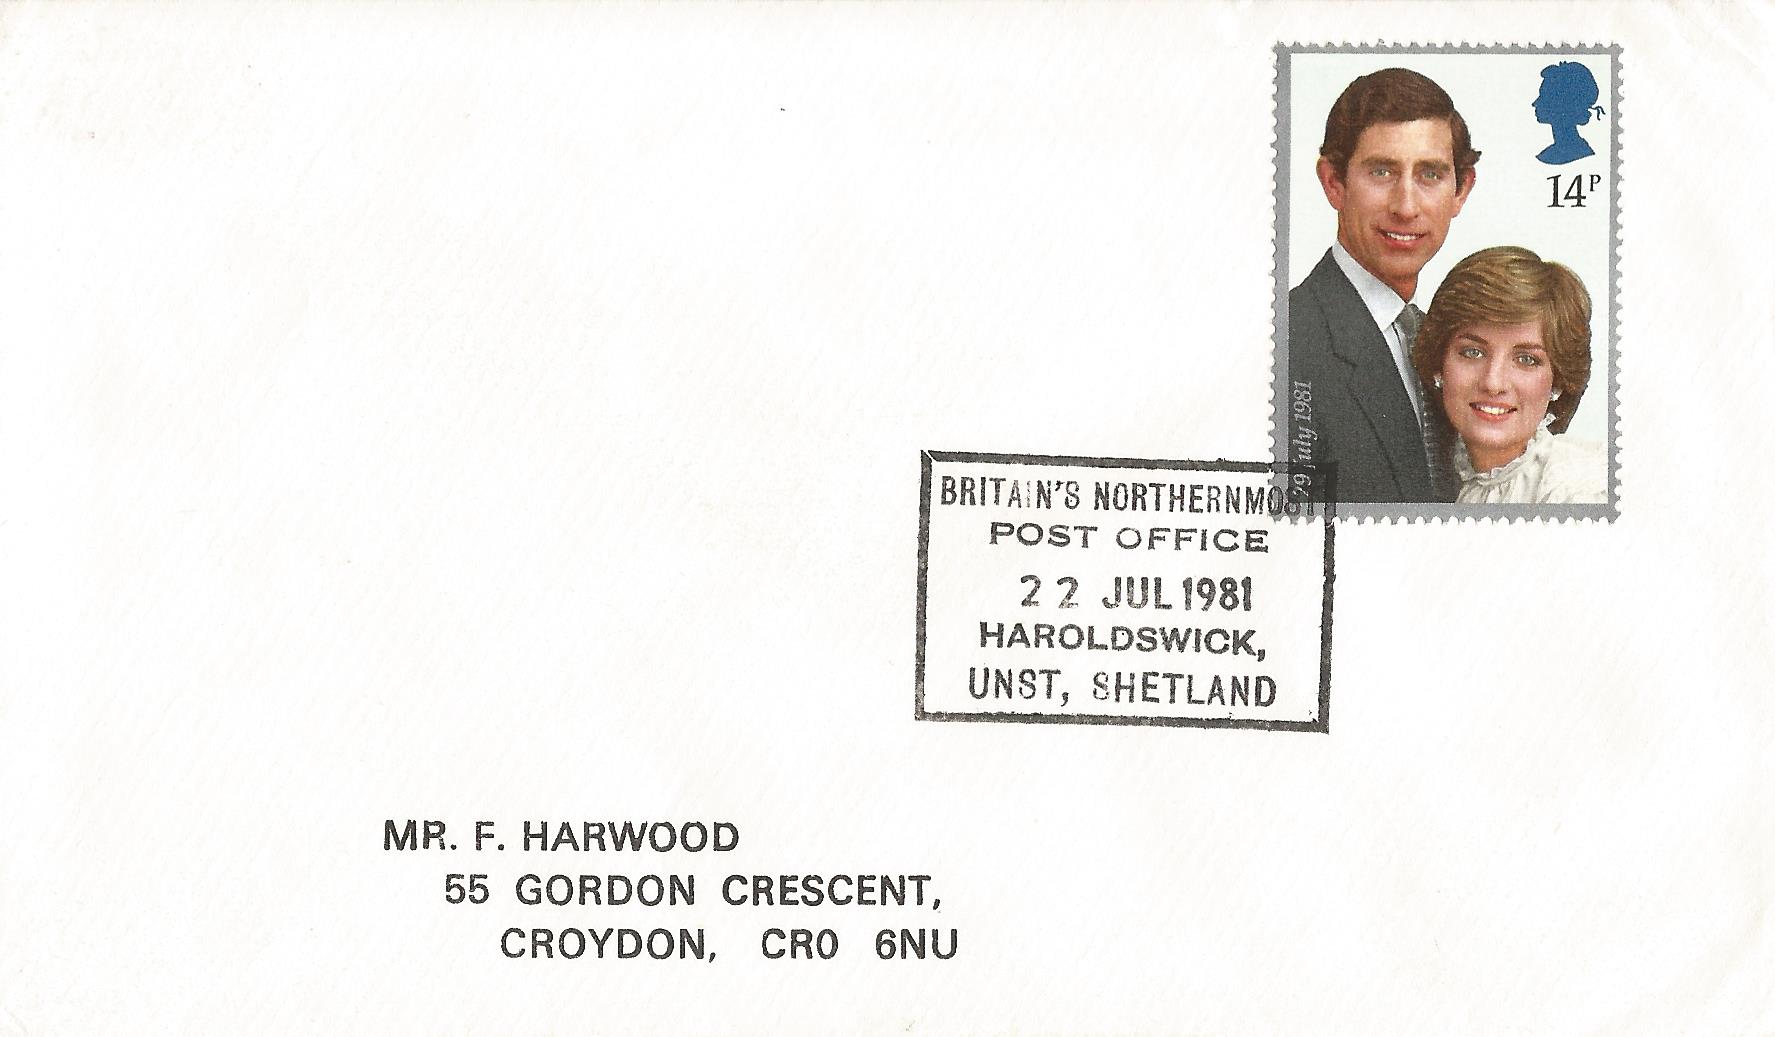 14P
29 July 1981
BRITAIN'S NORTHERNMOST
POST OFFICE
22 JUL 1981
HAROLDSWICK,
UNST, SHETLAND
MR. F. HARWOOD
55 GORDON CRESCENT,
CROYDON, CR0 6NU